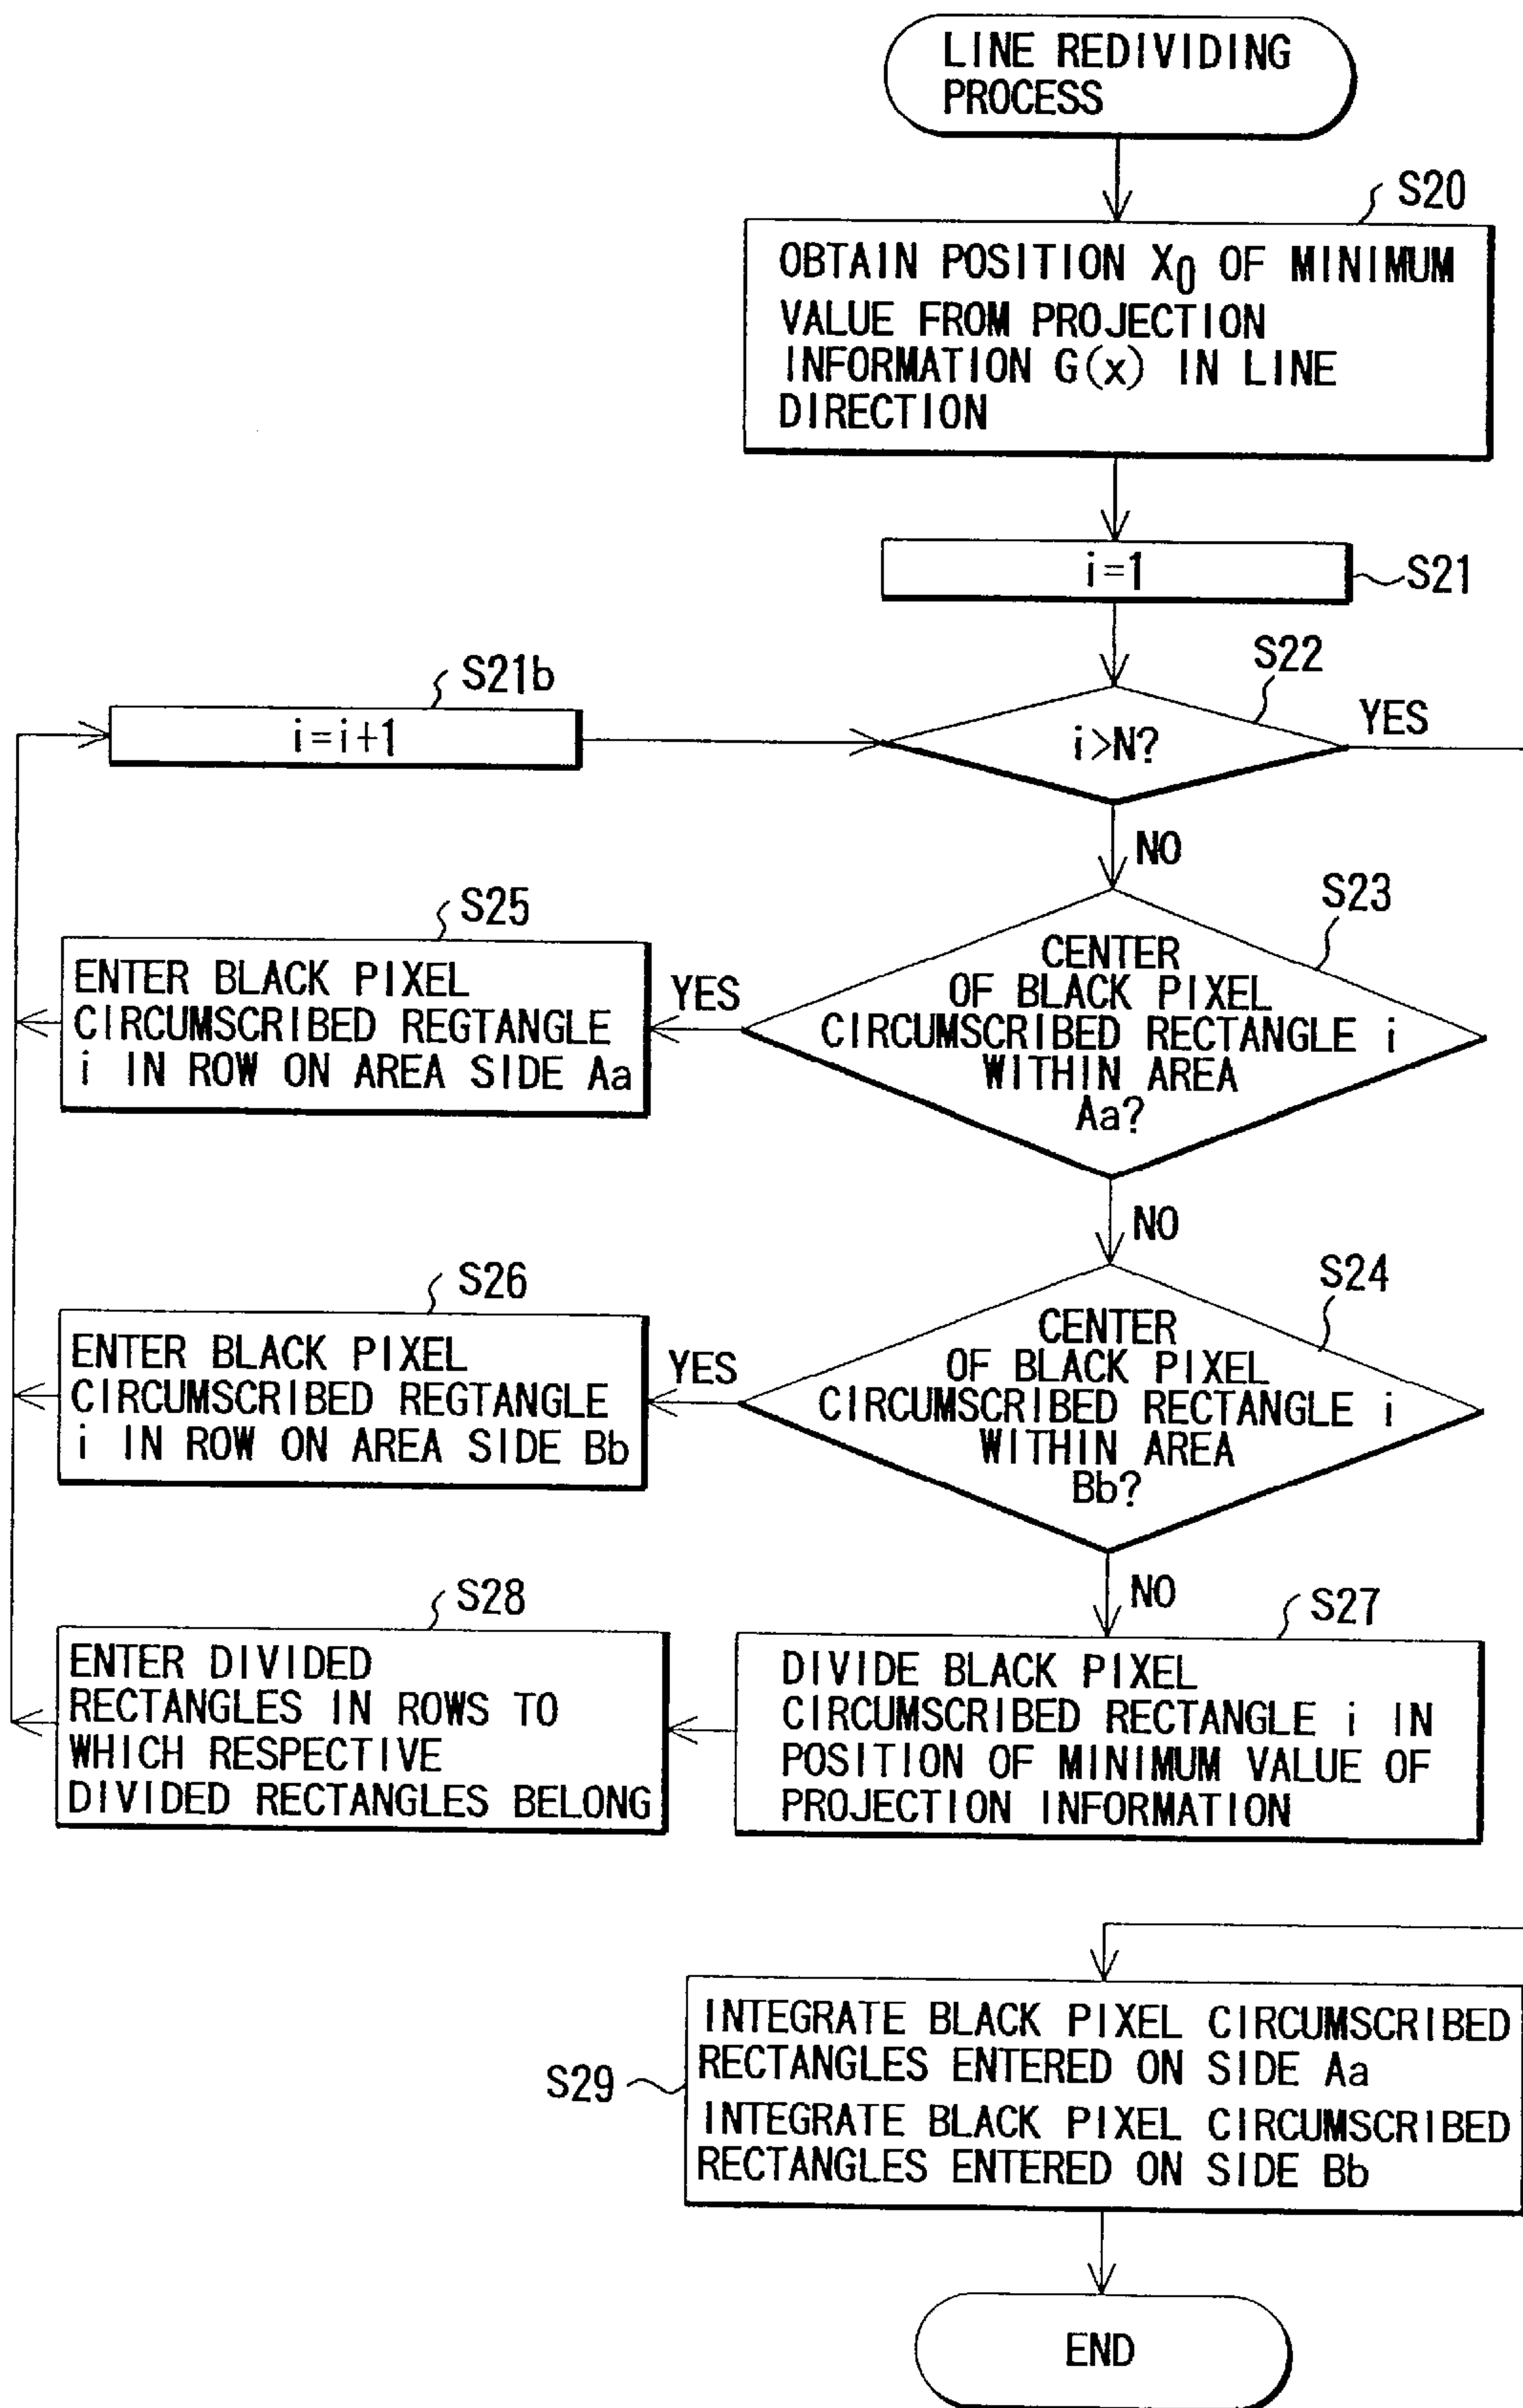 LINE REDIVIDING
PROCESS
S20
OBTAIN POSITION X0 OF MINIMUM
VALUE FROM PROJECTION
INFORMATION G(x) IN LINE
DIRECTION
i=1
S21
S21b
i=i+1
S22
i>N?
YES
NO
S23
CENTER
OF BLACK PIXEL
CIRCUMSCRIBED RECTANGLE i
WITHIN AREA
Aa?
YES
S25
ENTER BLACK PIXEL
CIRCUMSCRIBED REGTANGLE
i IN ROW ON AREA SIDE Aa
NO
S24
CENTER
OF BLACK PIXEL
CIRCUMSCRIBED RECTANGLE i
WITHIN AREA
Bb?
YES
S26
ENTER BLACK PIXEL
CIRCUMSCRIBED REGTANGLE
i IN ROW ON AREA SIDE Bb
NO
S27
DIVIDE BLACK PIXEL
CIRCUMSCRIBED RECTANGLE i IN
POSITION OF MINIMUM VALUE OF
PROJECTION INFORMATION
S28
ENTER DIVIDED
RECTANGLES IN ROWS TO
WHICH RESPECTIVE
DIVIDED RECTANGLES BELONG
S29
INTEGRATE BLACK PIXEL CIRCUMSCRIBED
RECTANGLES ENTERED ON SIDE Aa
INTEGRATE BLACK PIXEL CIRCUMSCRIBED
RECTANGLES ENTERED ON SIDE Bb
END